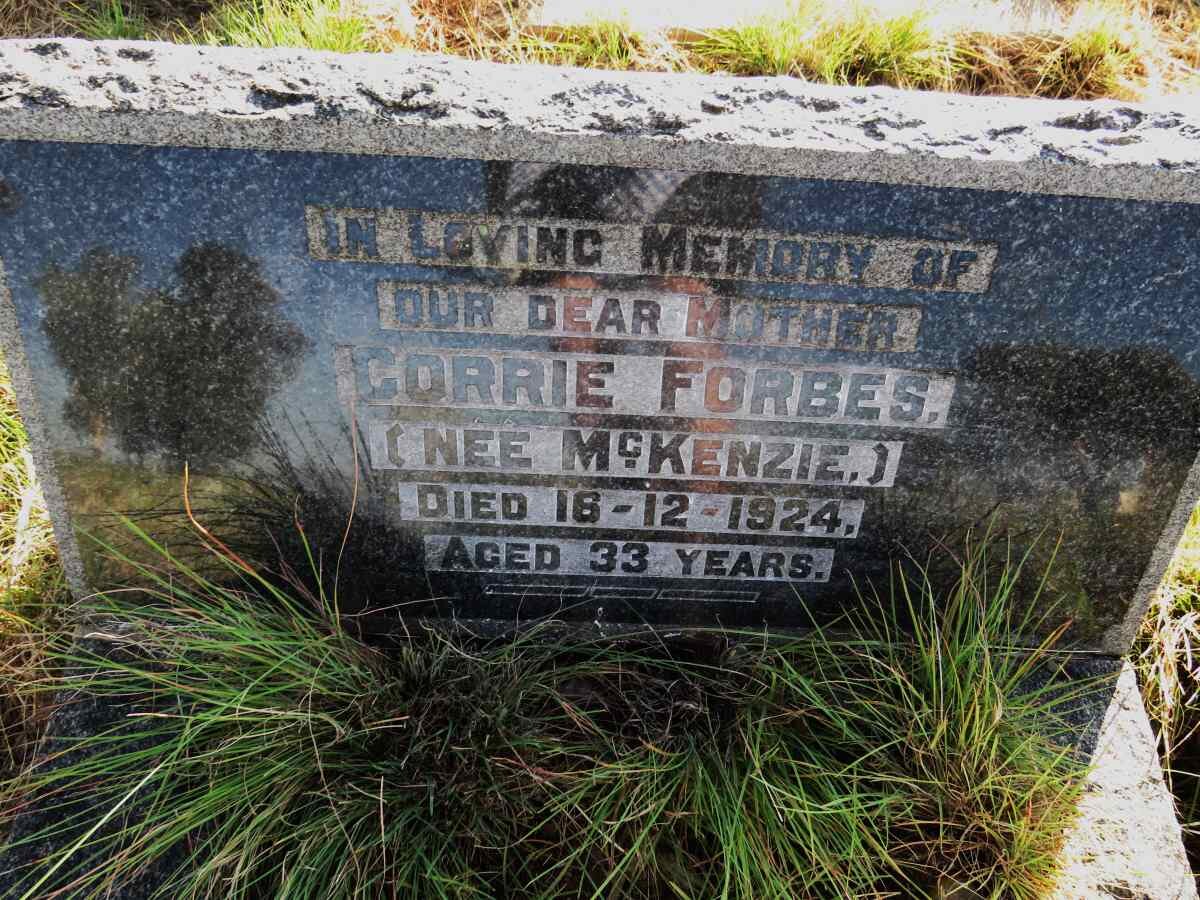 IN LOVING MEMORY OF
OUR DEAR MOTHER
CORRIE FORBES,
(NÉE McKENZIE,)
DIED 16-12-1924,
AGED 33 YEARS.